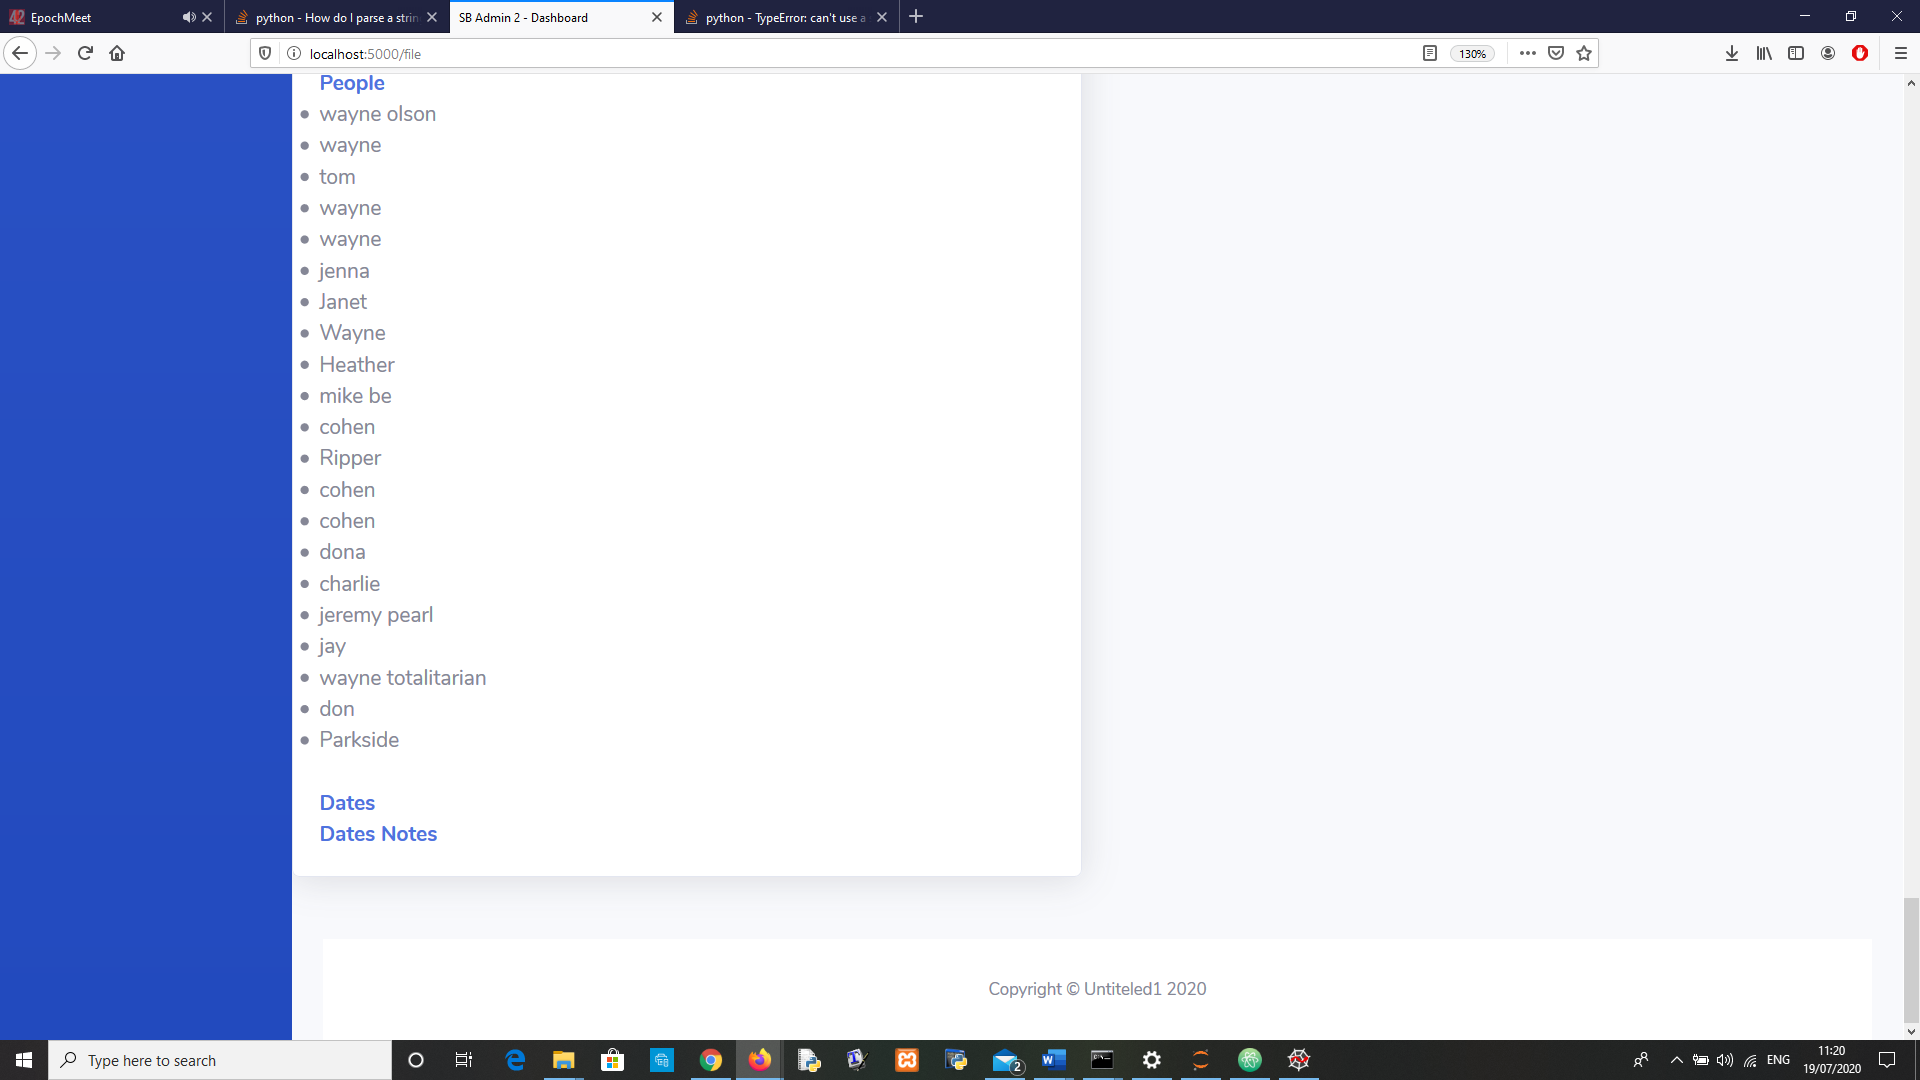 EpochMeet
python - How do I parse a strin
SB Admin 2 - Dashboard
python - TypeError: can't use a
localhost:5000/file
130%
People
wayne olson
wayne
tom
wayne
wayne
jenna
Janet
Wayne
Heather
mike be
cohen
Ripper
cohen
cohen
dona
charlie
jeremy pearl
jay
wayne totalitarian
don
Parkside
Dates
Dates Notes
Copyright © Untiteled1 2020
Type here to search
2
ENG
11:20
19/07/2020